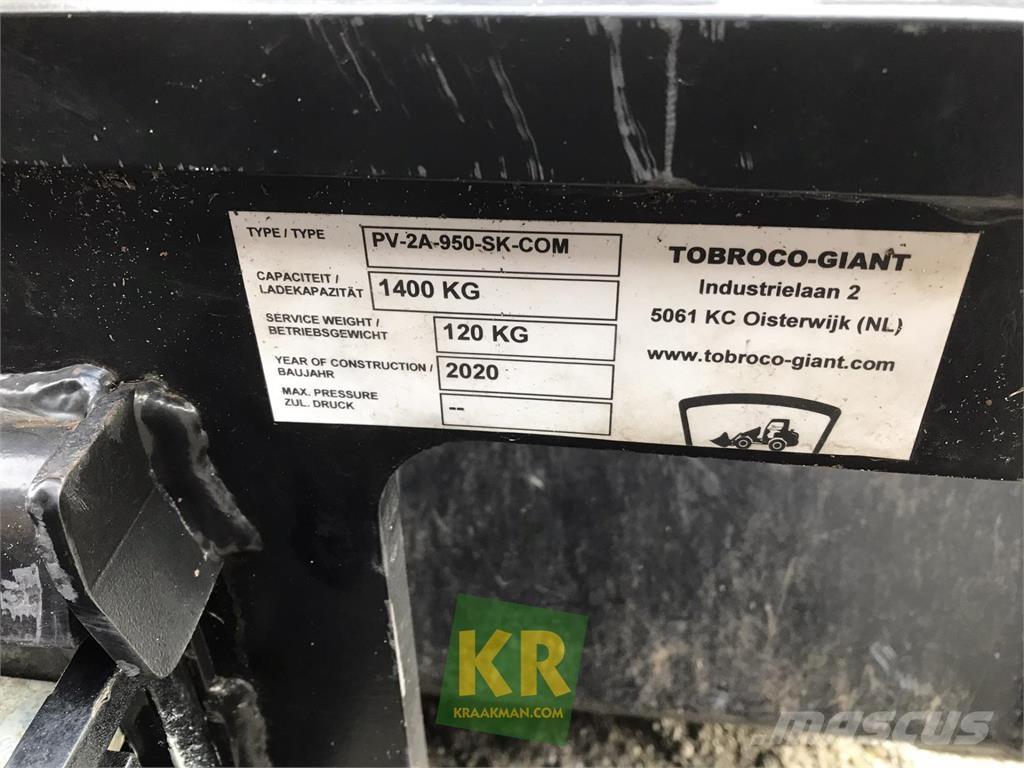 TYPE / TYPE PV-2A-950-SK-COM
CAPACITEIT / LADEKAPAZITÄT 1400 KG
SERVICE WEIGHT / BETRIEBSGEWICHT 120 KG
YEAR OF CONSTRUCTION / BAUJAHR 2020
MAX. PRESSURE ZUL. DRUCK --
TOBROCO-GIANT
Industrielaan 2
5061 KC Oisterwijk (NL)
www.tobroco-giant.com
KR
KRAAKMAN.COM
MASCUS